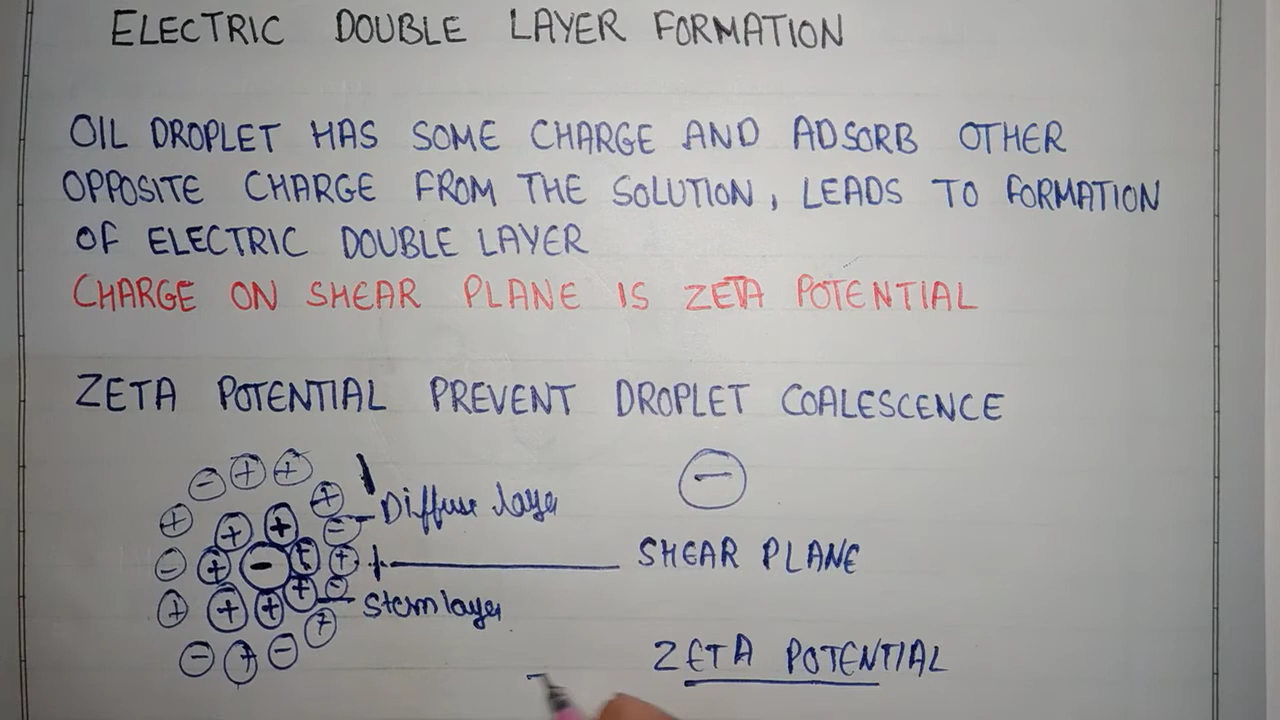 ELECTRIC DOUBLE LAYER FORMATION
OIL DROPLET HAS SOME CHARGE AND ADSORB OTHER
OPPOSITE CHARGE FROM THE SOLUTION, LEADS TO FORMATION
OF ELECTRIC DOUBLE LAYER
CHARGE ON SHEAR PLANE IS ZETA POTENTIAL
ZETA POTENTIAL PREVENT DROPLET COALESCENCE
Diffuse layer
SHEAR PLANE
Stern layer
ZETA POTENTIAL